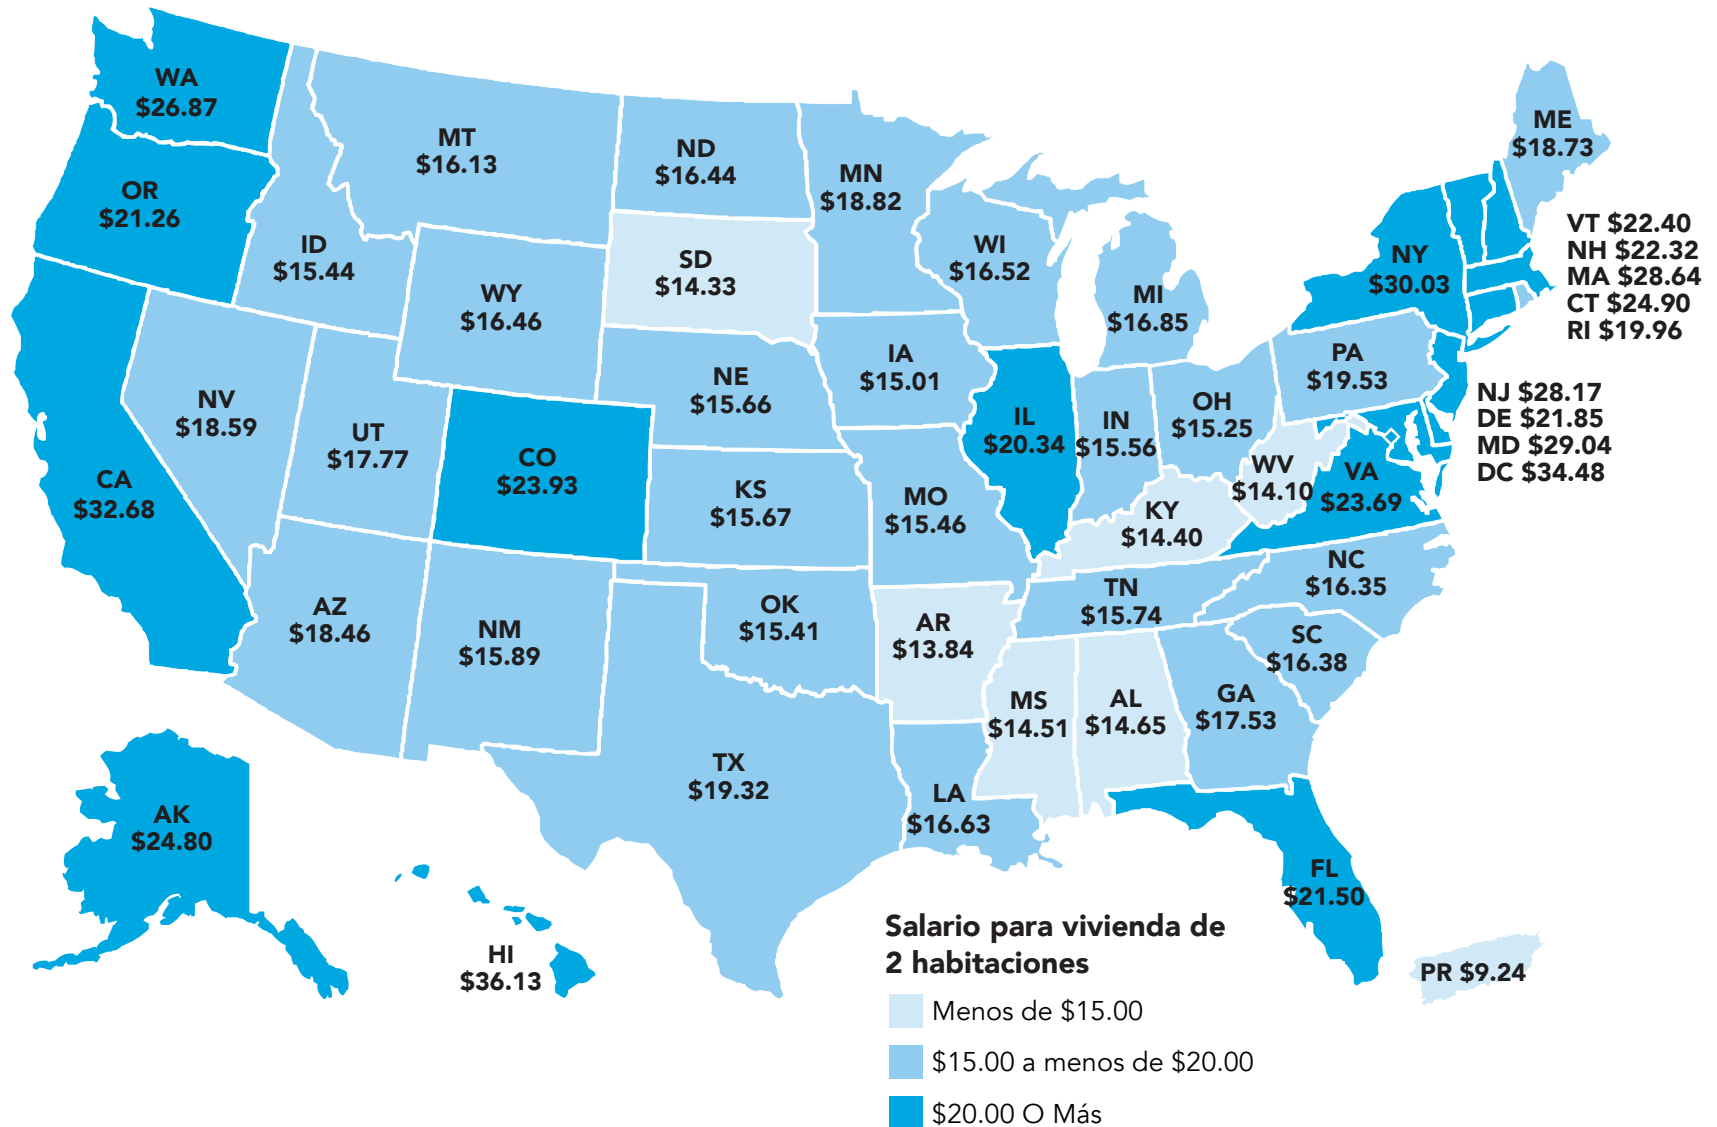 WA
$26.87
OR
$21.26
CA
$32.68
ID
$15.44
NV
$18.59
MT
$16.13
WY
$16.46
UT
$17.77
CO
$23.93
AZ
$18.46
NM
$15.89
ND
$16.44
SD
$14.33
NE
$15.66
KS
$15.67
OK
$15.41
TX
$19.32
MN
$18.82
IA
$15.01
MO
$15.46
AR
$13.84
LA
$16.63
WI
$16.52
IL
$20.34
MI
$16.85
IN
$15.56
OH
$15.25
KY
$14.40
TN
$15.74
MS
$14.51
AL
$14.65
GA
$17.53
FL
$21.50
SC
$16.38
NC
$16.35
VA
$23.69
WV
$14.10
PA
$19.53
NY
$30.03
ME
$18.73
VT $22.40
NH $22.32
MA $28.64
CT $24.90
RI $19.96
NJ $28.17
DE $21.85
MD $29.04
DC $34.48
AK
$24.80
HI
$36.13
PR $9.24
Salario para vivienda de
2 habitaciones
Menos de $15.00
$15.00 a menos de $20.00
$20.00 O Más